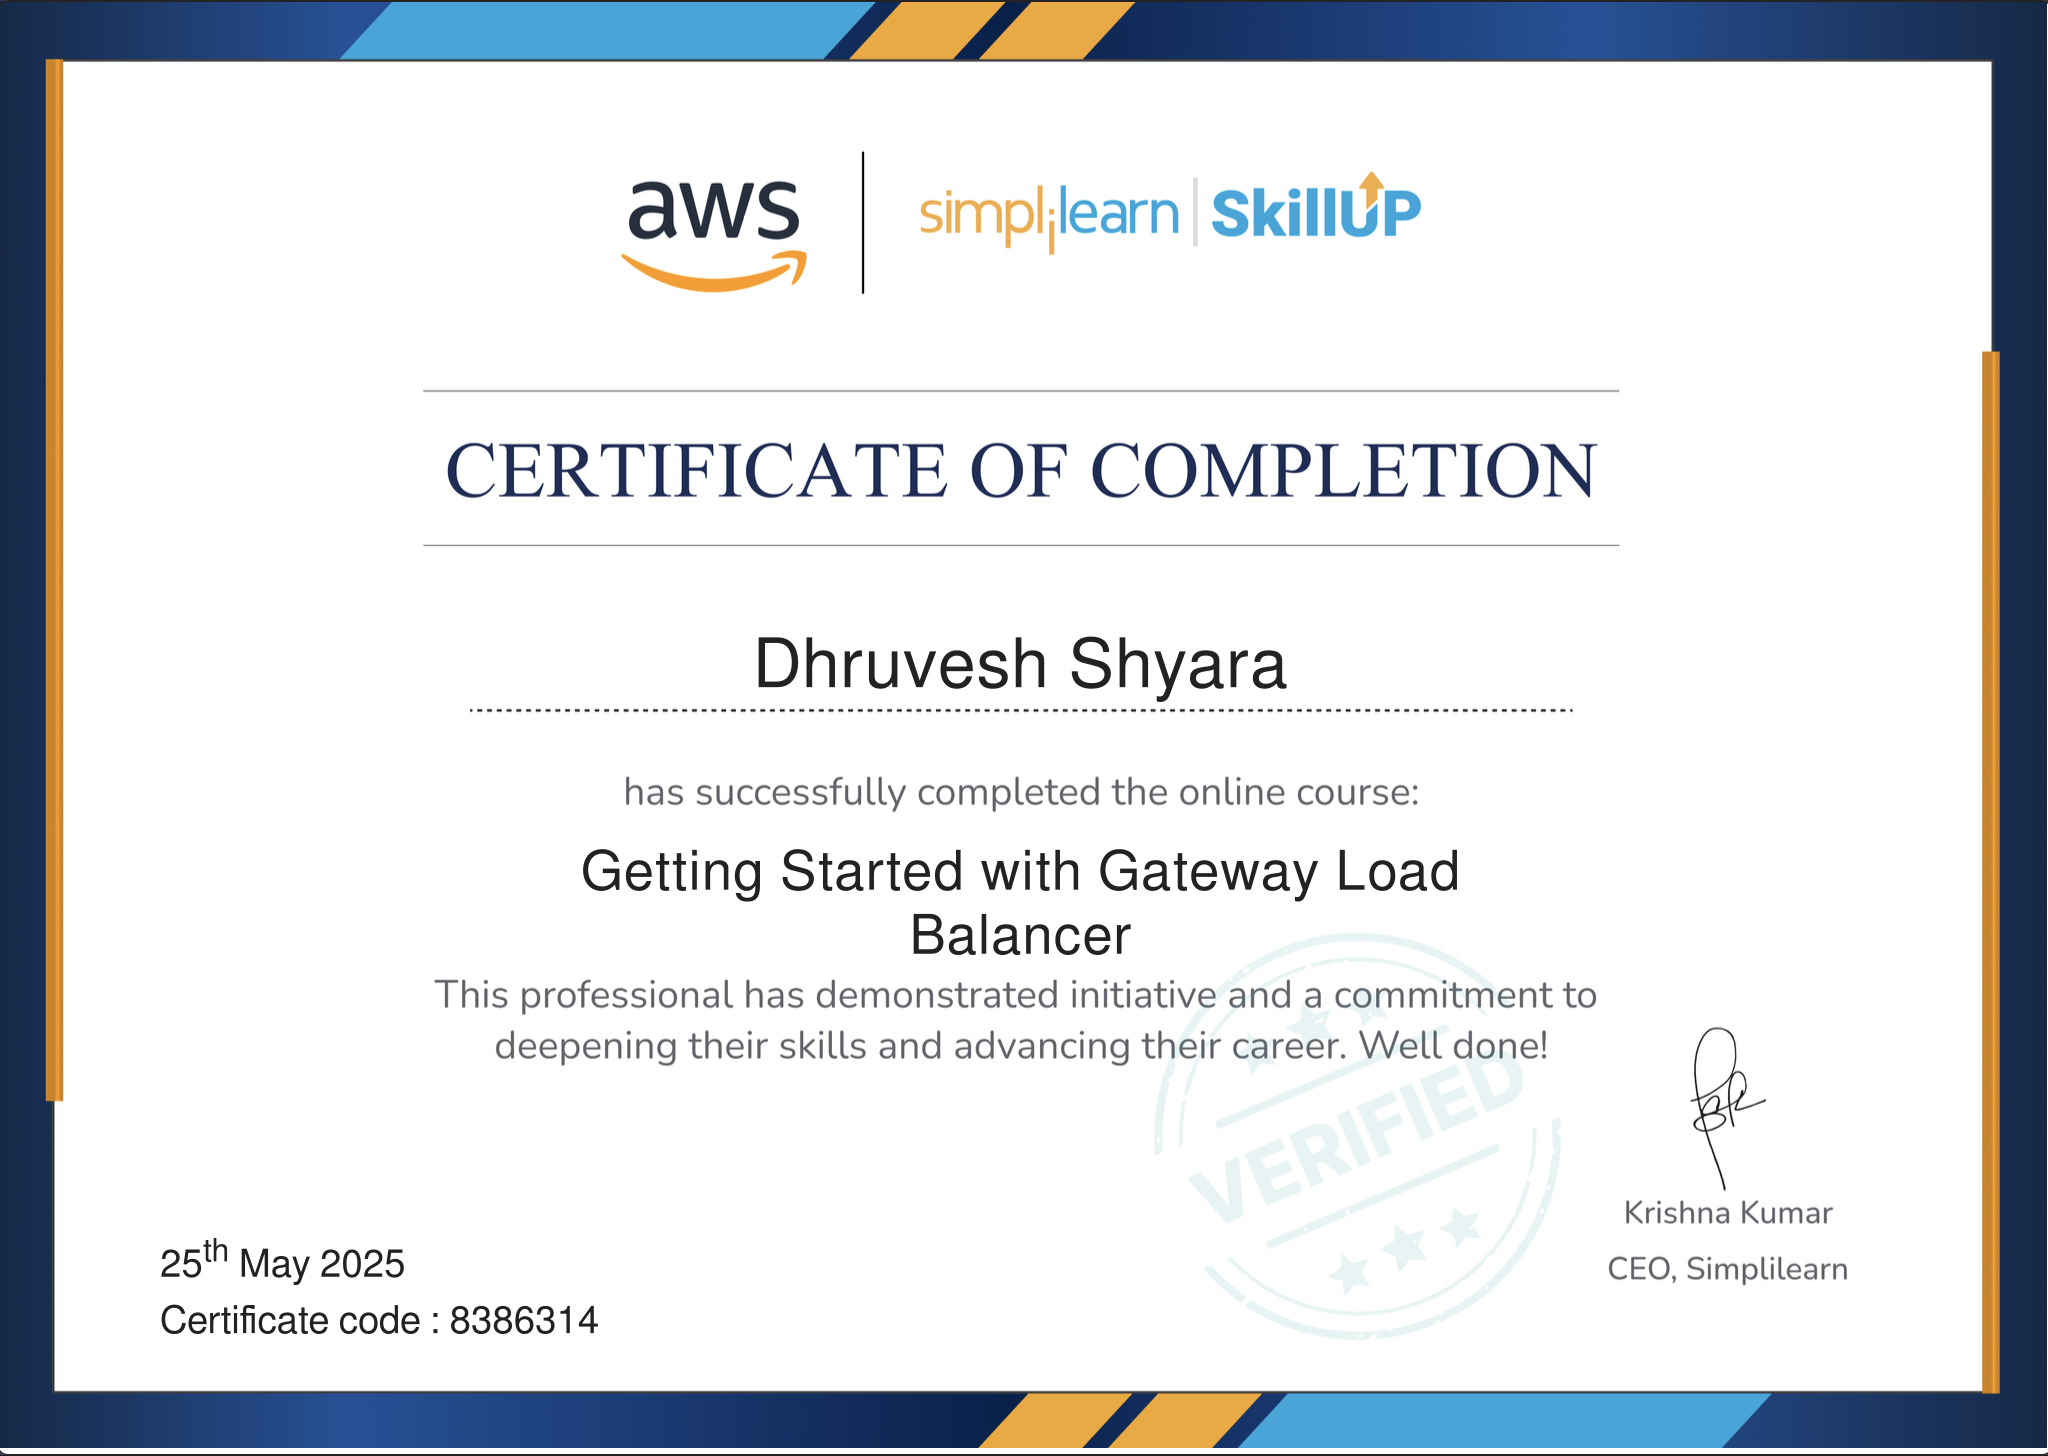 aws
simplilearn | SkillUP
CERTIFICATE OF COMPLETION
Dhruvesh Shyara
has successfully completed the online course:
Getting Started with Gateway Load
Balancer
This professional has demonstrated initiative and a commitment to
deepening their skills and advancing their career. Well done!
VERIFIED
Krishna Kumar
CEO, Simplilearn
25th May 2025
Certificate code : 8386314